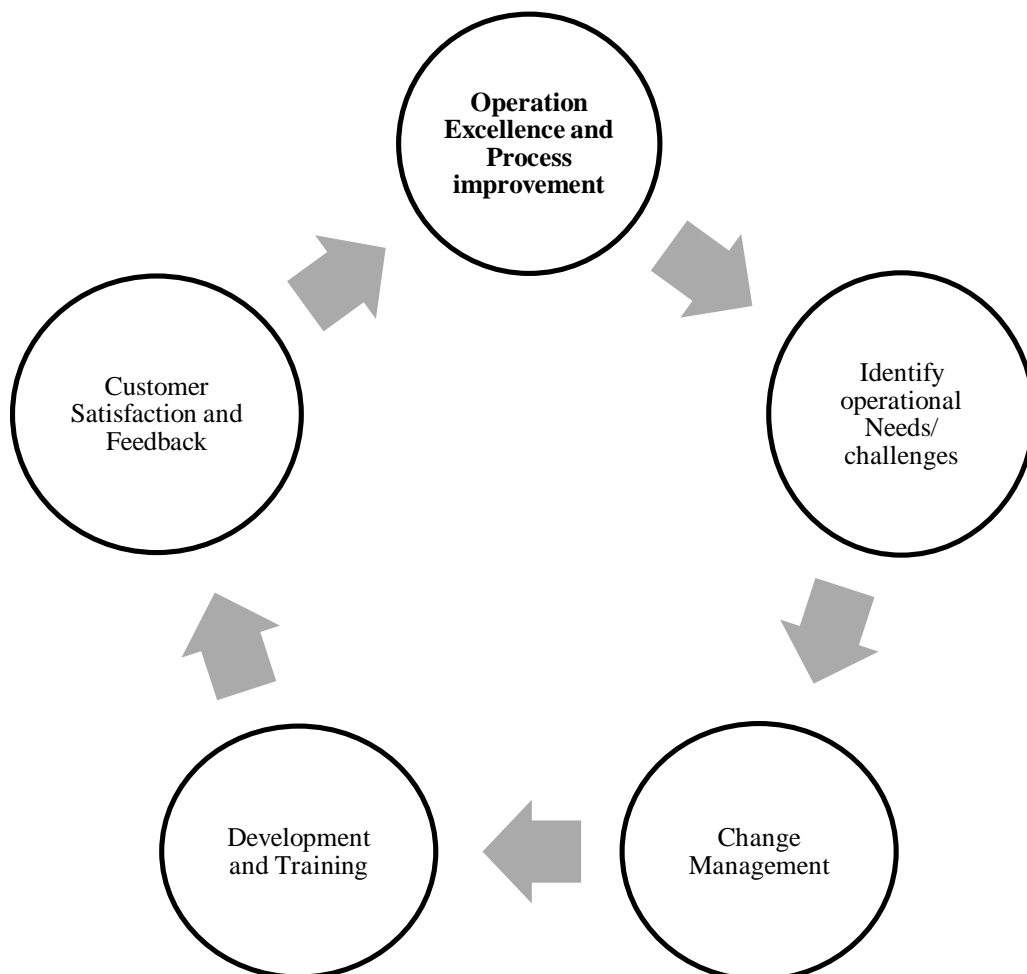 Operation
Excellence and
Process
improvement
Identify
operational
Needs/
challenges
Change
Management
Development
and Training
Customer
Satisfaction and
Feedback